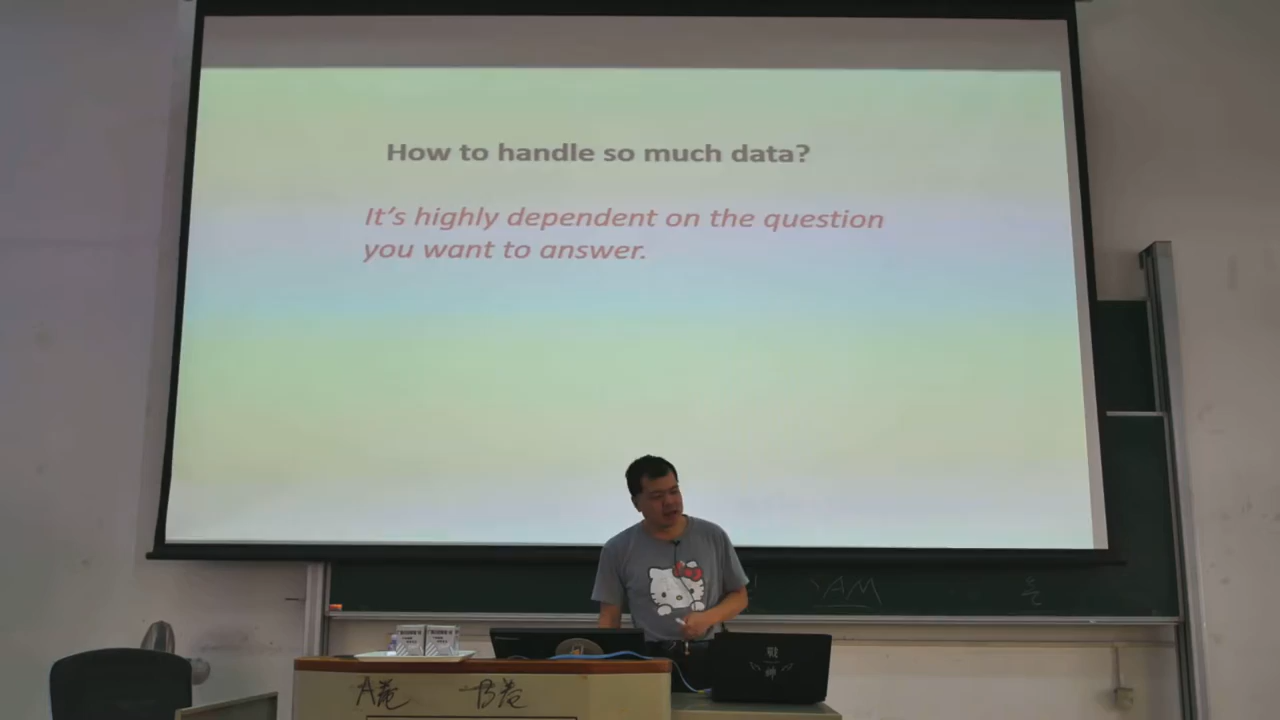 How to handle so much data?
It's highly dependent on the question
you want to answer.
AM
A卷
B卷